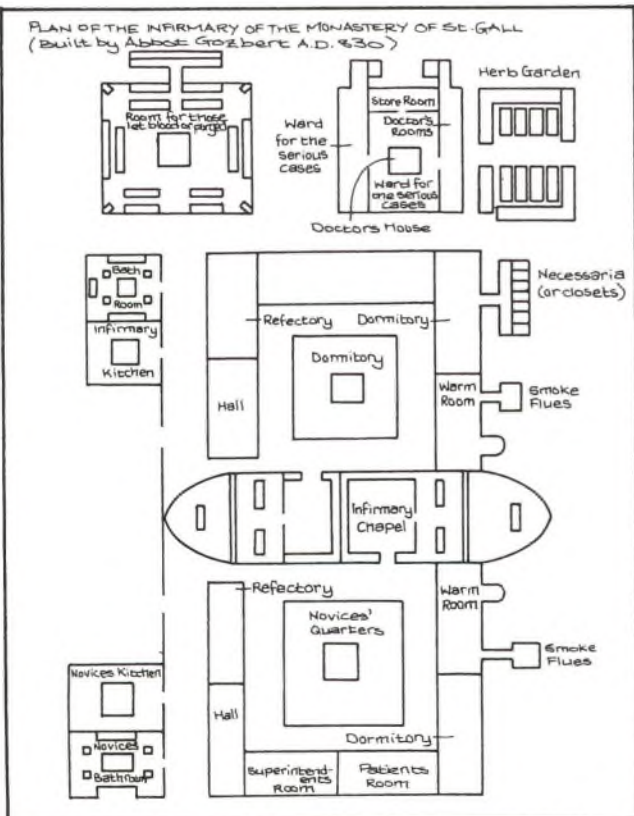 PLAN OF THE INFIRMARY OF THE MONASTERY OF St. GALL
(Built by Abbot Gozbert A.D. 830)
Room for those
let blood or purged
Ward
for the
serious
cases
Store Room
Doctor's
Rooms
Ward for
one serious
cases
Doctors House
Herb Garden
Bath
Room
Infirmary
Kitchen
Refectory
Dormitory
Dormitory
Hall
Warm
Room
Necessaria
(or closets)
Smoke
Flues
Infirmary
Chapel
Refectory
Novices'
Quarters
Warm
Room
Smoke
Flues
Novices Kitchen
Hall
Novices
Bathroom
Dormitory
Superintend-
ents
Room
Patients
Room